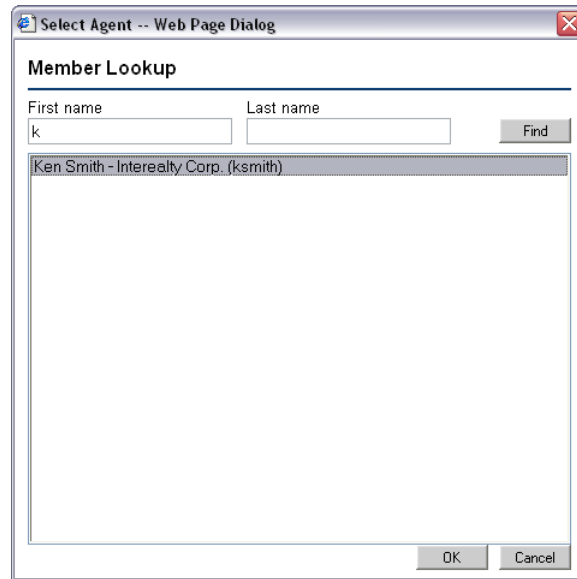 Select Agent -- Web Page Dialog
Member Lookup
First name Last name
k Find
Ken Smith - Interealty Corp. (ksmith)
OK Cancel